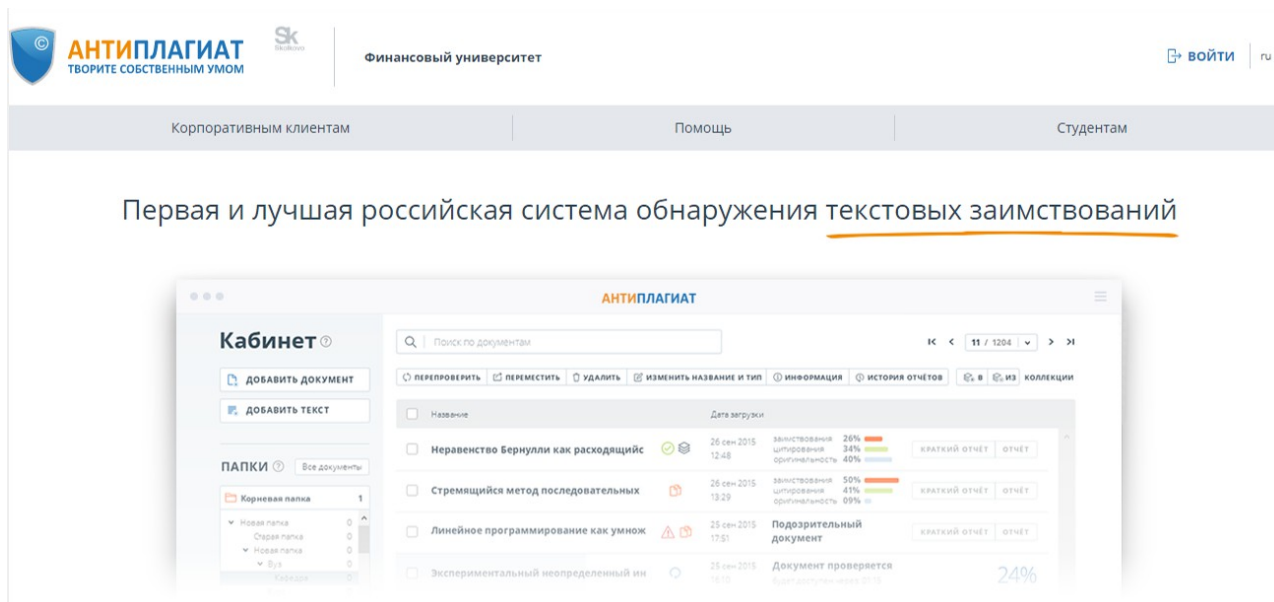 ©
АНТИПЛАГИАТ
ТВОРИТЕ СОБСТВЕННЫМ УМОМ
Sk
Skolkovo
Финансовый университет
ВОЙТИ
ru
Корпоративным клиентам
Помощь
Студентам
Первая и лучшая российская система обнаружения текстовых заимствований
АНТИПЛАГИАТ
Кабинет ?
Поиск по документам
11 / 1204
ДОБАВИТЬ ДОКУМЕНТ
ПЕРЕПРОВЕРИТЬ ПЕРЕМЕСТИТЬ УДАЛИТЬ ИЗМЕНИТЬ НАЗВАНИЕ И ТИП ИНФОРМАЦИЯ ИСТОРИЯ ОТЧЁТОВ В ИЗ КОЛЛЕКЦИИ
ДОБАВИТЬ ТЕКСТ
Название
Дата загрузки
Неравенство Бернулли как расходящийс
26 сен 2015
12:48
заимствования 26%
цитирования 34%
оригинальность 40%
КРАТКИЙ ОТЧЁТ ОТЧЁТ
ПАПКИ ? Все документы
Корневая папка 1
Стремящийся метод последовательных
26 сен 2015
13:29
заимствования 50%
цитирования 41%
оригинальность 09%
КРАТКИЙ ОТЧЁТ ОТЧЁТ
Новая папка 0
Старая папка 0
Новая папка 0
Вуз 0
Кафедра 0
Линейное программирование как умнож
25 сен 2015
17:51
Подозрительный
документ
КРАТКИЙ ОТЧЁТ ОТЧЁТ
Экспериментальный неопределенный ин
25 сен 2015
Документ проверяется
24%